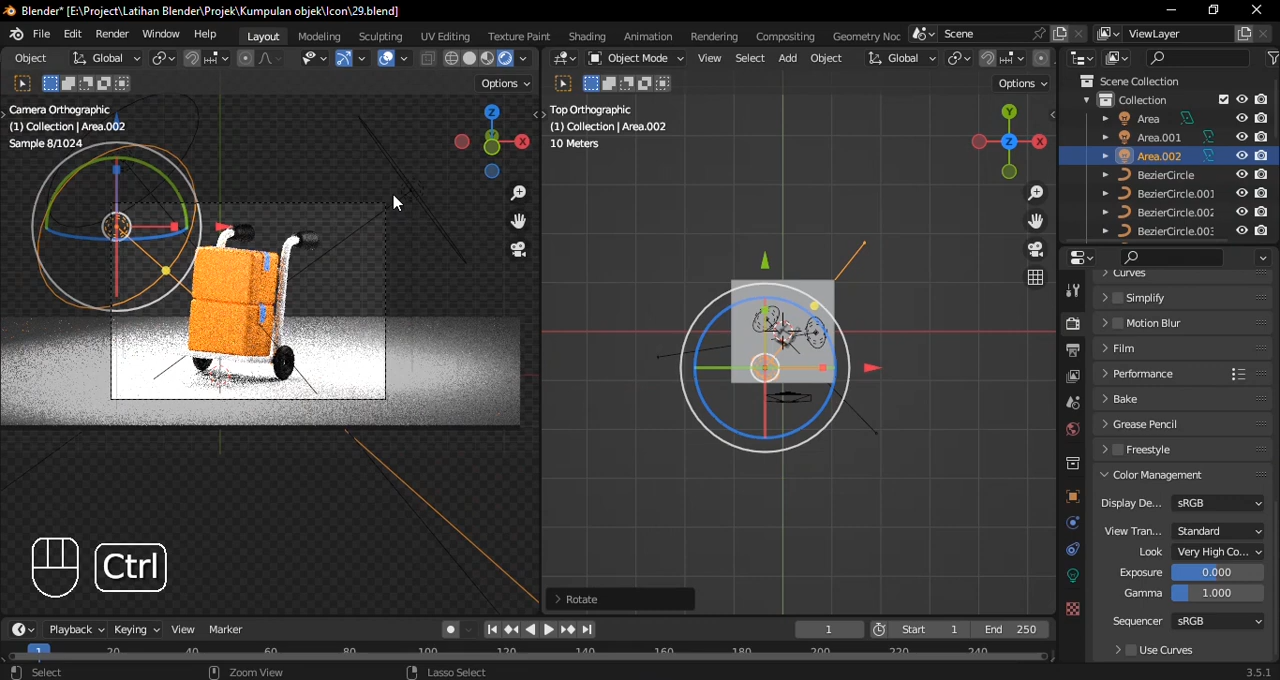 Blender* [E:\Project\Latihan Blender\Projek\Kumpulan objek\Icon\29.blend]
File Edit Render Window Help Layout Modeling Sculpting UV Editing Texture Paint Shading Animation Rendering Compositing Geometry Noc Scene ViewLayer
Object Global Object Mode View Select Add Object Global
Options Options
Camera Orthographic
(1) Collection | Area.002
Sample 8/1024
Z
X
Top Orthographic
(1) Collection | Area.002
10 Meters
Y
Z
X
Scene Collection
Collection
Area
Area.001
Area.002
BezierCircle
BezierCircle.001
BezierCircle.002
BezierCircle.003
Curves
Simplify
Motion Blur
Film
Performance
Bake
Grease Pencil
Freestyle
Color Management
Display De... sRGB
View Tran... Standard
Look Very High Co...
Exposure 0.000
Gamma 1.000
Sequencer sRGB
Use Curves
Ctrl
Rotate
Playback Keying View Marker 1 Start 1 End 250
1 20 40 60 80 100 120 140 160 180 200 220 240
Select Zoom View Lasso Select 3.5.1